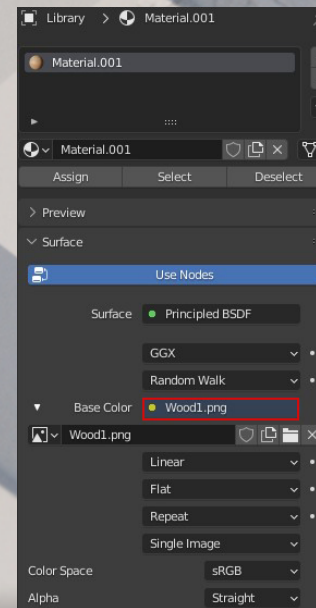 Library > Material.001
Material.001
Material.001
Assign Select Deselect
Preview
Surface
Use Nodes
Surface Principled BSDF
GGX
Random Walk
Base Color Wood1.png
Wood1.png
Linear
Flat
Repeat
Single Image
Color Space sRGB
Alpha Straight